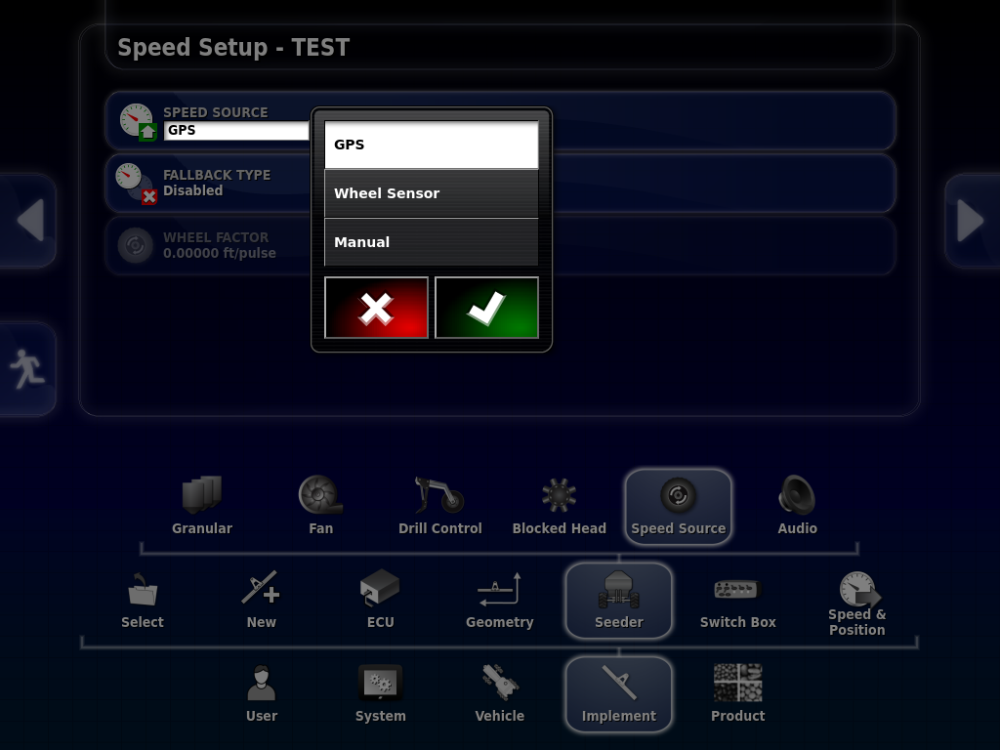 Speed Setup - TEST
SPEED SOURCE
GPS
FALLBACK TYPE
Disabled
WHEEL FACTOR
0.00000 ft/pulse
GPS
Wheel Sensor
Manual
Granular
Fan
Drill Control
Blocked Head
Speed Source
Audio
Select
New
ECU
Geometry
Seeder
Switch Box
Speed &
Position
User
System
Vehicle
Implement
Product